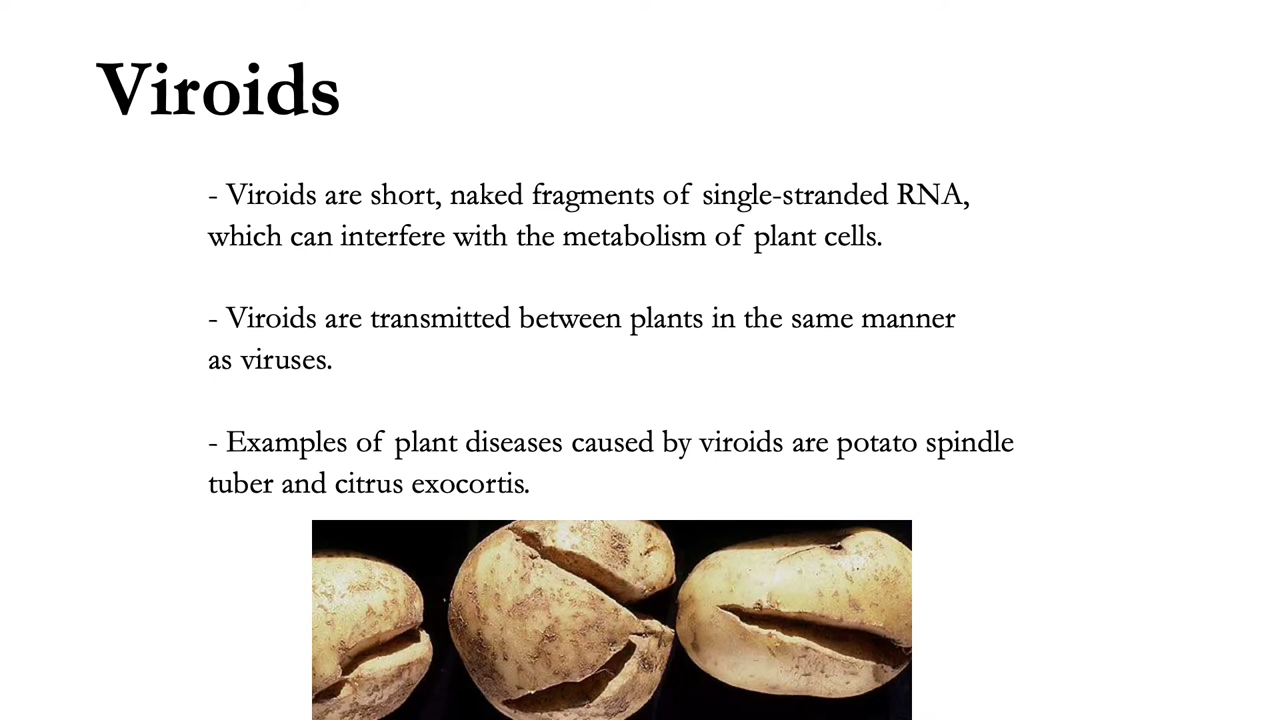 Viroids
- Viroids are short, naked fragments of single-stranded RNA,
which can interfere with the metabolism of plant cells.
- Viroids are transmitted between plants in the same manner
as viruses.
- Examples of plant diseases caused by viroids are potato spindle
tuber and citrus exocortis.